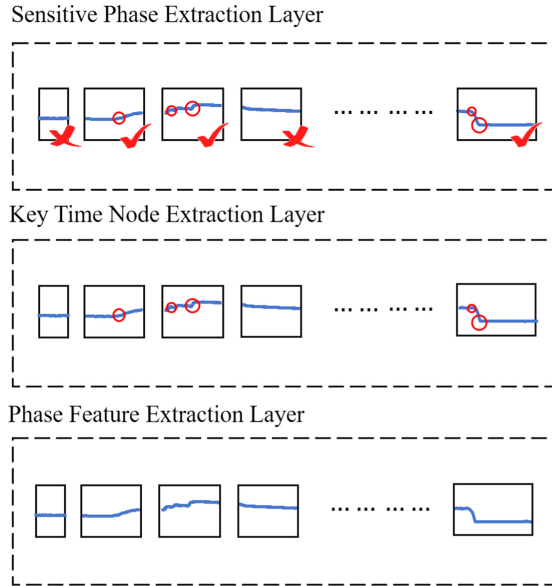 Sensitive Phase Extraction Layer
... ... ... ...
Key Time Node Extraction Layer
... ... ... ...
Phase Feature Extraction Layer
... ... ... ...